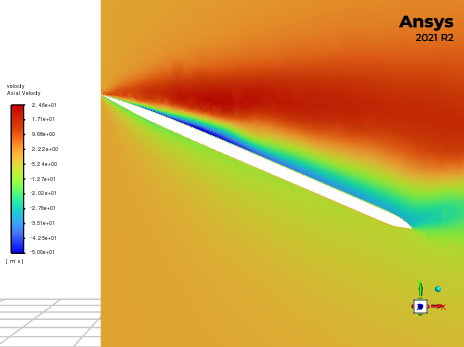 Ansys
2021 R2
velocity
Axial Velocity
2.46e+01
1.71e+01
9.68e+00
2.22e+00
-5.24e+00
-1.27e+01
-2.02e+01
-2.76e+01
-3.51e+01
-4.25e+01
-5.00e+01
[ m/s ]
X